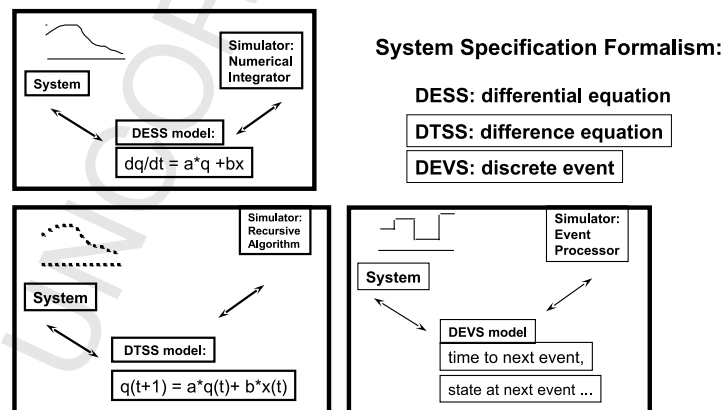 Simulator:
Numerical
Integrator
System
DESS model:
dq/dt = a*q +bx
System Specification Formalism:
DESS: differential equation
DTSS: difference equation
DEVS: discrete event
Simulator:
Recursive
Algorithm
System
DTSS model:
q(t+1) = a*q(t)+ b*x(t)
Simulator:
Event
Processor
System
DEVS model
time to next event,
state at next event ...
UNCOR